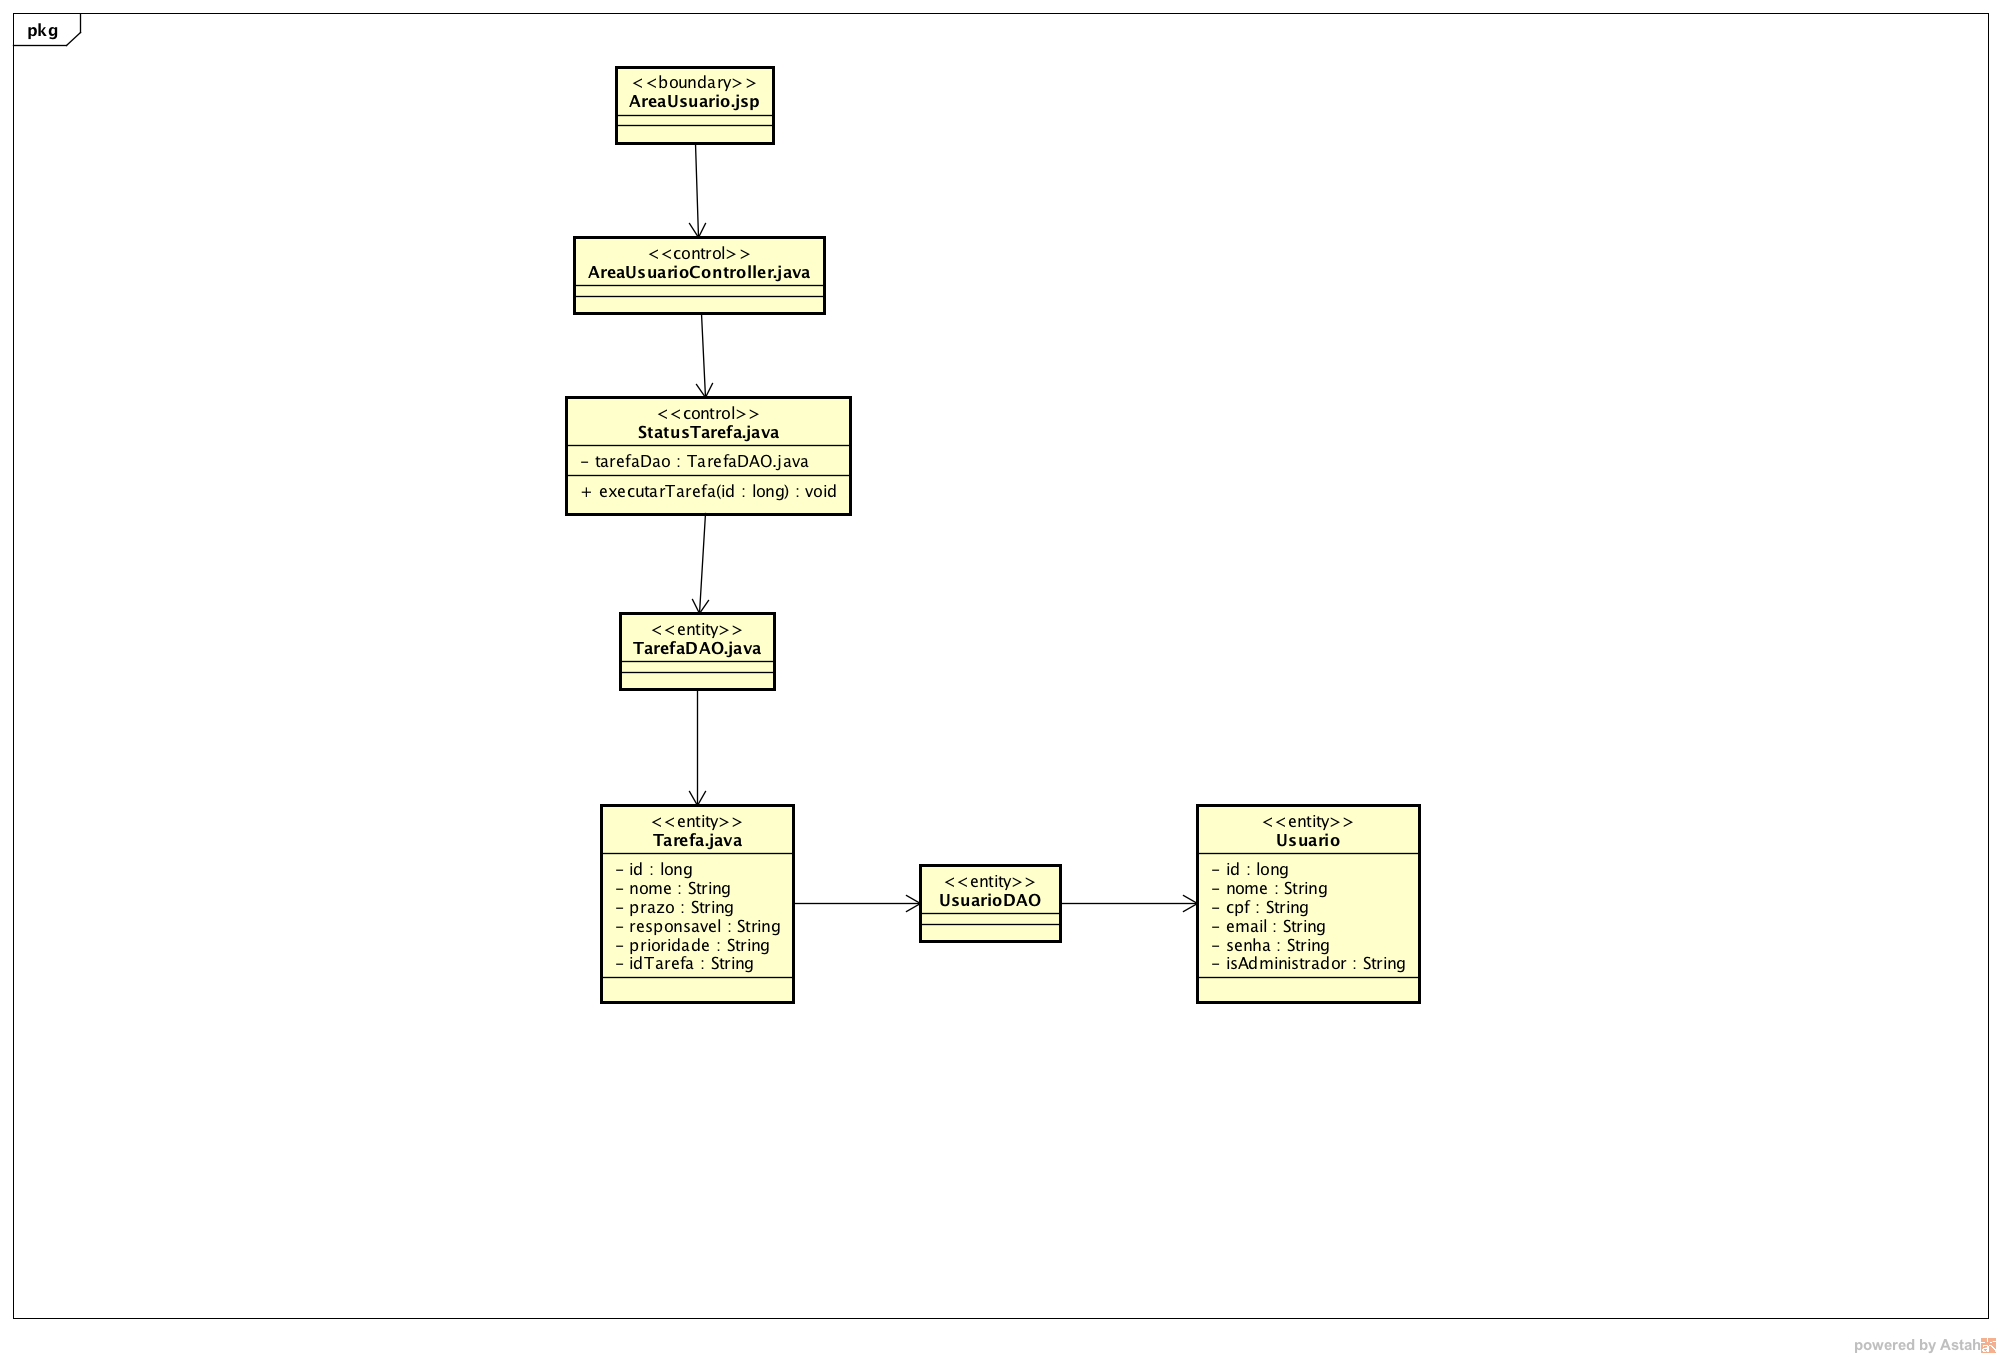 pkg
<<boundary>>
AreaUsuario.jsp
<<control>>
AreaUsuarioController.java
<<control>>
StatusTarefa.java
- tarefaDao : TarefaDAO.java
+ executarTarefa(id : long) : void
<<entity>>
TarefaDAO.java
<<entity>>
Tarefa.java
- id : long
- nome : String
- prazo : String
- responsavel : String
- prioridade : String
- idTarefa : String
<<entity>>
UsuarioDAO
<<entity>>
Usuario
- id : long
- nome : String
- cpf : String
- email : String
- senha : String
- isAdministrador : String
powered by Astah